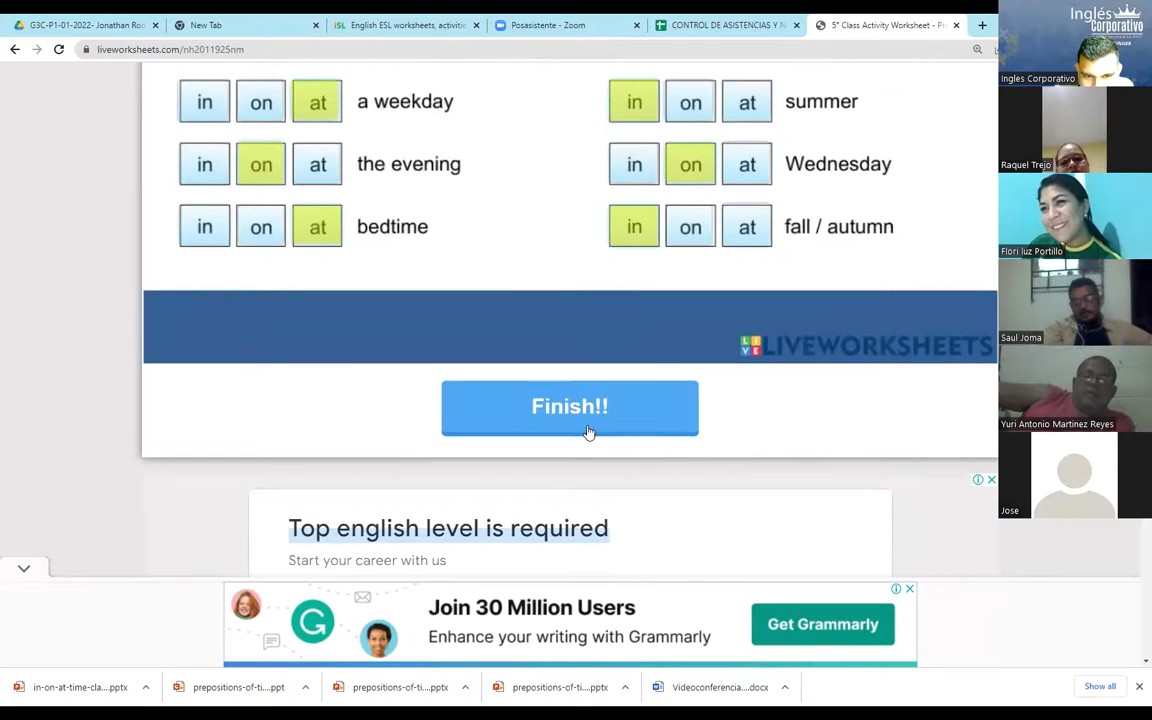 G3C-P1-01-2022- Jonathan Ro
New Tab
iSL English ESL worksheets, activitie
Posasistente - Zoom
CONTROL DE ASISTENCIAS Y N
5° Class Activity Worksheet - Pr
liveworksheets.com/nh2011925nm
Inglés
Corporativo
Ingles Corporativo
in on at a weekday
in on at summer
in on at the evening
in on at Wednesday
in on at bedtime
in on at fall / autumn
LIVEWORKSHEETS
Finish!!
Raquel Trejo
Flori luz Portillo
Saul Joma
Yuri Antonio Martinez Reyes
Jose
Top english level is required
Start your career with us
Join 30 Million Users
Enhance your writing with Grammarly
Get Grammarly
in-on-at-time-cla....pptx
prepositions-of-ti....ppt
prepositions-of-ti....pptx
prepositions-of-ti....pptx
Videoconferencia....docx
Show all